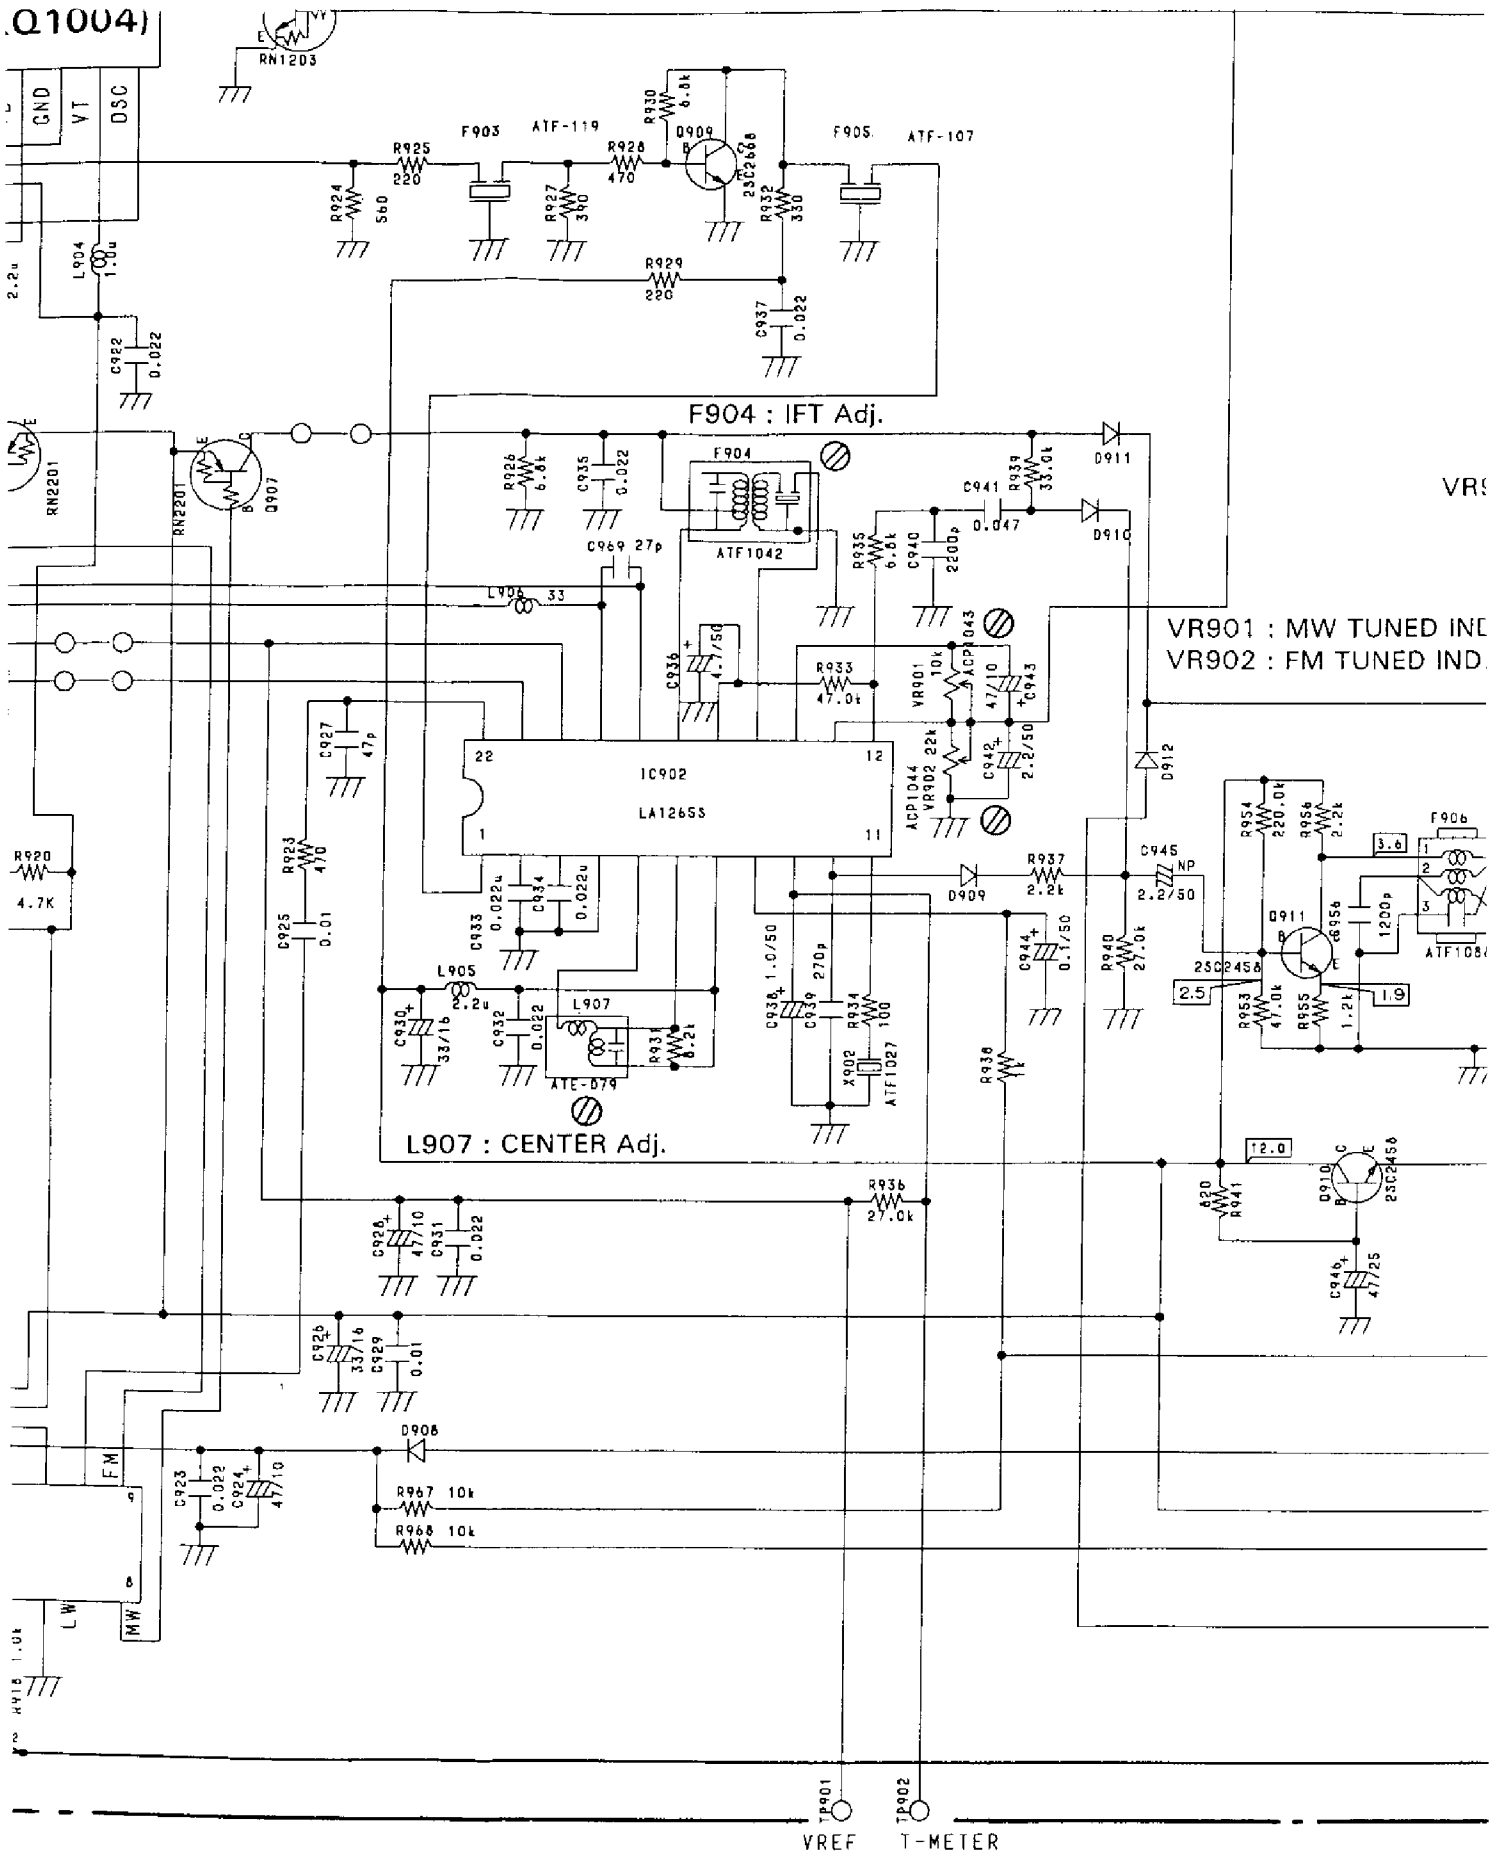 .Q1004)
E
RN1203
GND
VT
OSC
F903
ATF-119
R930
6.8k
Q909
B
C
E
2SC2668
F905
ATF-107
R925
220
R928
470
R924
560
R927
390
R932
330
L904
1.0u
2.2u
R929
220
C937
0.022
C922
0.022
F904 : IFT Adj.
E
RN2201
E
C
B
RN2201
Q907
R926
6.8k
C935
0.022
F904
ATF1042
R939
33.0k
D911
C941
0.047
D910
VR9
C969 27p
R935
6.8k
C940
2200p
L906 33
C936
+
4.7/50
R933
47.0k
VR901
10k
ACP1043
47/10
C943
+
VR901 : MW TUNED IND
VR902 : FM TUNED IND.
C927
47p
22
IC902
12
LA1265S
1
11
ACP1044
VR902 22k
C942
+
2.2/50
D912
R920
4.7K
R923
470
C925
0.01
C933
0.022u
C934
0.022u
D909
R937
2.2k
C945
NP
2.2/50
R954
220.0k
R956
2.2k
3.6
F906
1
2
3
ATF1086
C956
1200p
Q911
B
C
E
2SC2458
2.5
1.9
R953
47.0k
R955
1.2k
L905
2.2u
C930
+
33/16
C932
0.022
L907
R931
8.2k
ATE-079
C938
+
1.0/50
C939
270p
R934
100
X902
ATF1027
C944
+
0.1/50
R940
27.0k
R938
1k
L907 : CENTER Adj.
12.0
Q910
C
E
B
2SC2458
R936
27.0k
820
R941
C928
+
47/10
C931
0.022
C946
+
47/25
C926
+
33/16
C929
0.01
D908
FM
9
8
C923
0.022
C924
+
47/10
R967 10k
R968 10k
LW
MW
R918 1.0k
2
TP901
TP902
VREF
T-METER